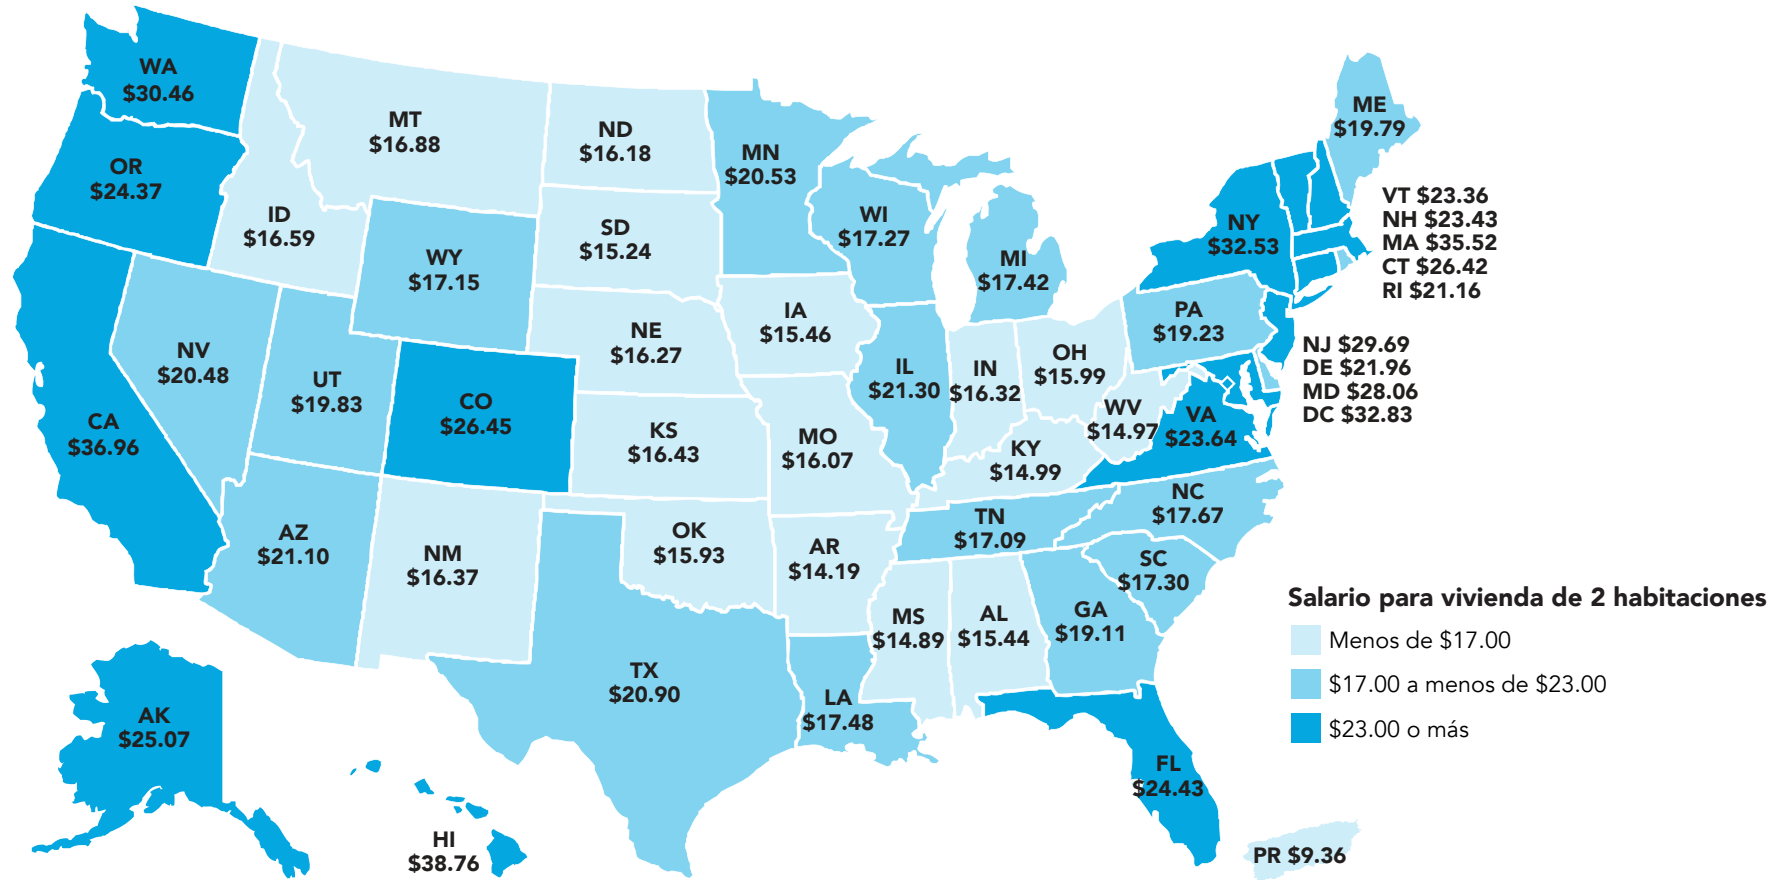 WA
$30.46
OR
$24.37
CA
$36.96
ID
$16.59
NV
$20.48
MT
$16.88
WY
$17.15
UT
$19.83
AZ
$21.10
CO
$26.45
NM
$16.37
ND
$16.18
SD
$15.24
NE
$16.27
KS
$16.43
OK
$15.93
TX
$20.90
MN
$20.53
IA
$15.46
MO
$16.07
AR
$14.19
LA
$17.48
WI
$17.27
IL
$21.30
MI
$17.42
IN
$16.32
OH
$15.99
KY
$14.99
WV
$14.97
TN
$17.09
MS
$14.89
AL
$15.44
GA
$19.11
FL
$24.43
SC
$17.30
NC
$17.67
VA
$23.64
PA
$19.23
NY
$32.53
ME
$19.79
VT $23.36
NH $23.43
MA $35.52
CT $26.42
RI $21.16
NJ $29.69
DE $21.96
MD $28.06
DC $32.83
AK
$25.07
HI
$38.76
PR $9.36
Salario para vivienda de 2 habitaciones
Menos de $17.00
$17.00 a menos de $23.00
$23.00 o más